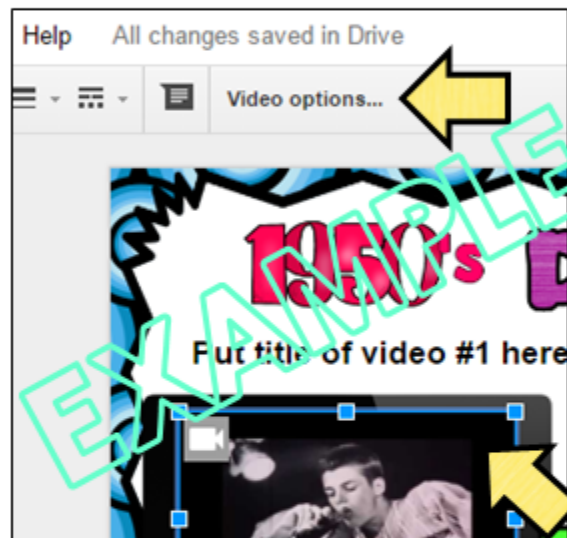 Help All changes saved in Drive
Video options...
1950's
Put title of video #1 here
EXAMPLE